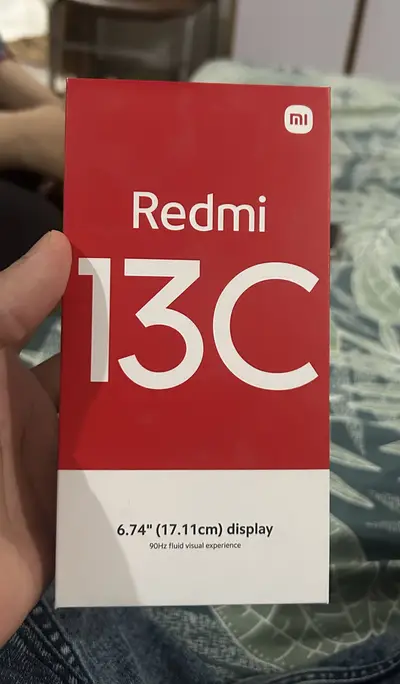 mi
Redmi
13C
6.74" (17.11cm) display
90Hz fluid visual experience